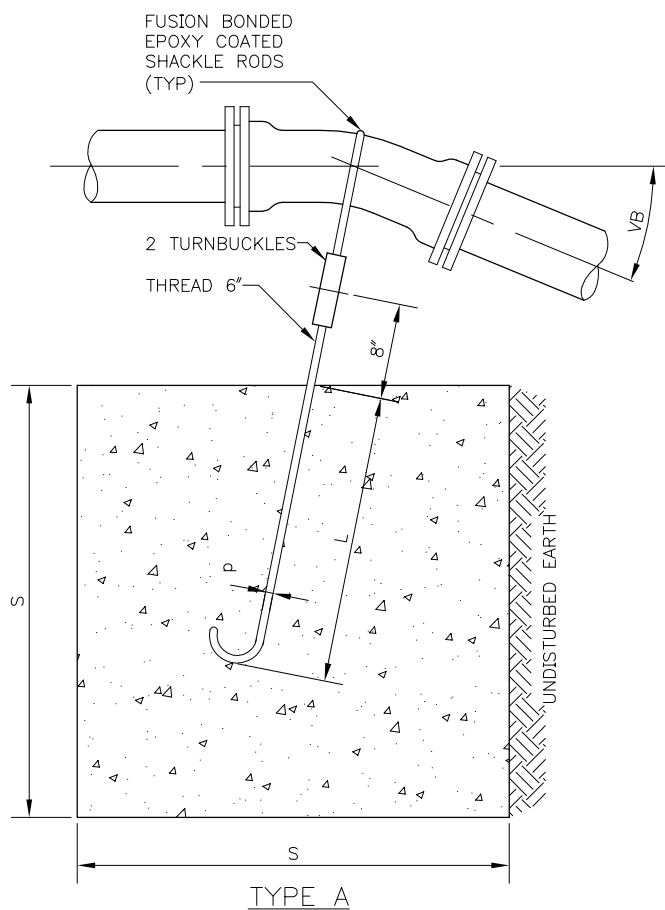 FUSION BONDED
EPOXY COATED
SHACKLE RODS
(TYP)
VB
2 TURNBUCKLES
THREAD 6"
8"
L
d
S
UNDISTURBED EARTH
S
TYPE A